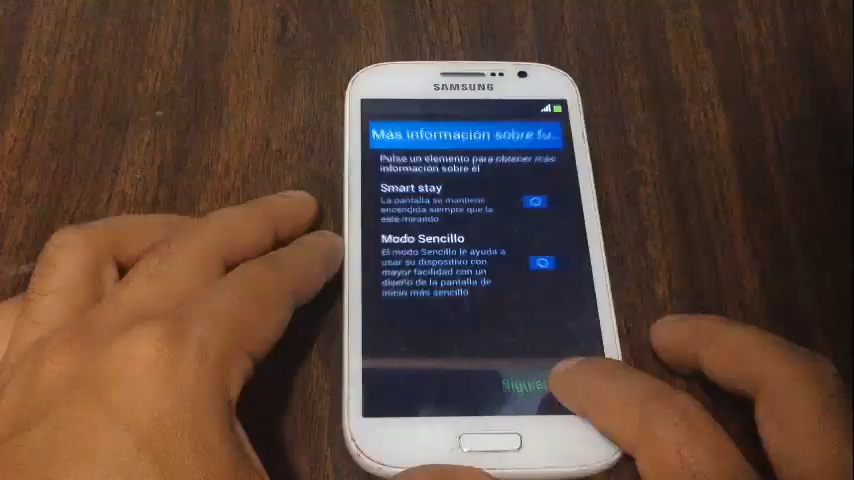 SAMSUNG
Más información sobre fu...
Pulse un elemento para obtener más
información sobre él
Smart stay
La pantalla se mantiene
encendida siempre que la
esté mirando
Modo Sencillo
El modo Sencillo le ayuda a
usar su dispositivo con
mayor facilidad con un
diseño de la pantalla de
inicio más sencillo